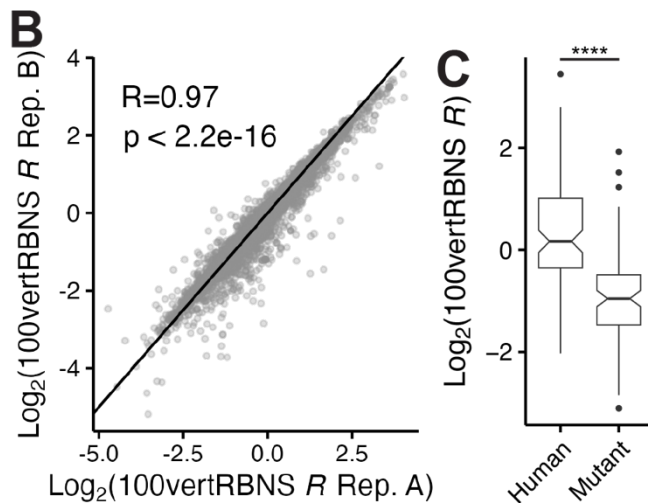 B
Log₂(100vertRBNS R Rep. B)
4
2
0
-2
-4
R=0.97
p < 2.2e-16
-5.0 -2.5 0.0 2.5
Log₂(100vertRBNS R Rep. A)
C
Log₂(100vertRBNS R)
2
0
−2
****
Human
Mutant